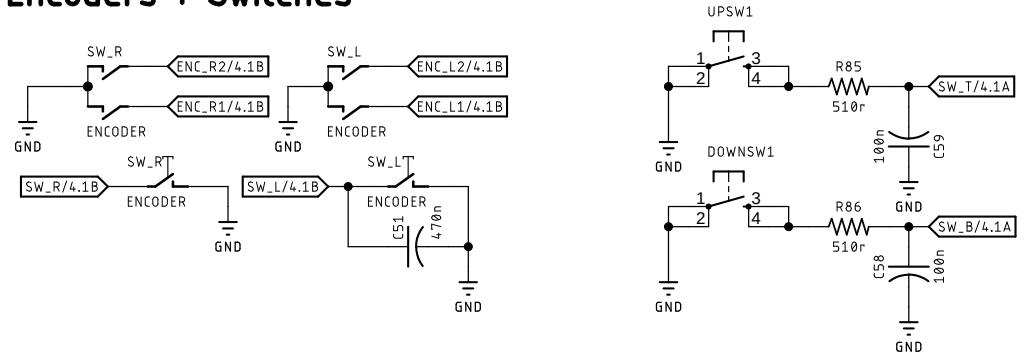 Encoders + Switches
SW_R
ENC_R2/4.1B
ENC_R1/4.1B
ENCODER
GND
SW_L
ENC_L2/4.1B
ENC_L1/4.1B
ENCODER
GND
SW_R
SW_R/4.1B
ENCODER
GND
SW_L
SW_L/4.1B
ENCODER
C51
470n
GND
UPSW1
1 3
2 4
R85
510r
SW_T/4.1A
100n
C59
GND
GND
DOWNSW1
1 3
2 4
R86
510r
SW_B/4.1A
C58
100n
GND
GND